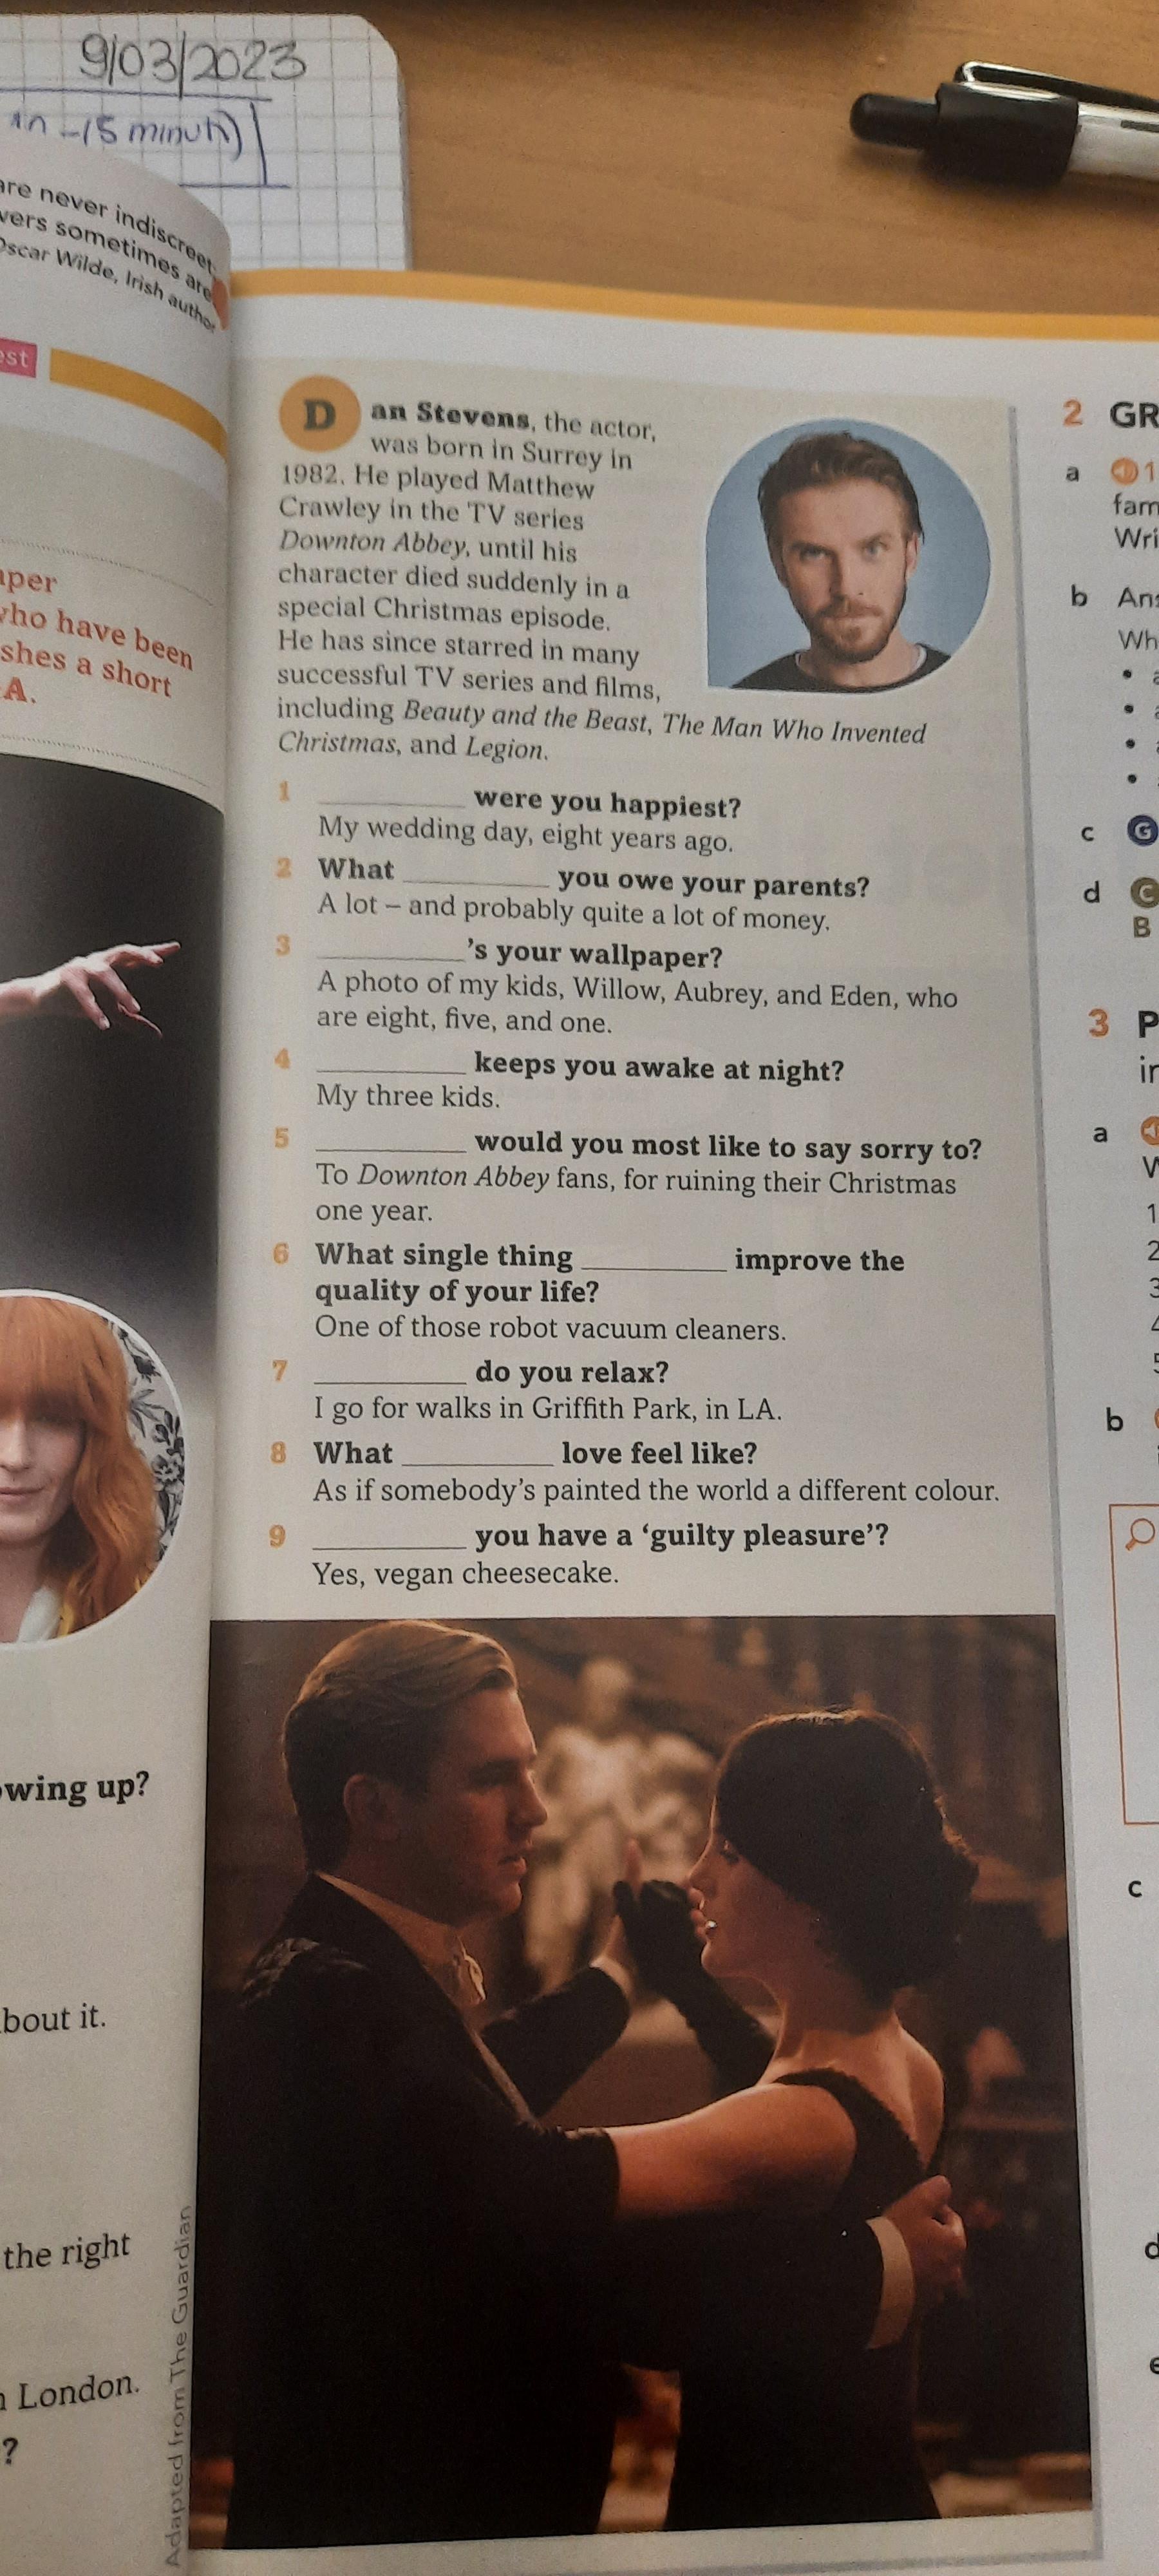 9/03/2023
minut)
are never indiscreet.
vers sometimes are
Oscar Wilde, Irish author
est
aper
who have been
shes a short
A.
Dan Stevens, the actor,
was born in Surrey in
1982. He played Matthew
Crawley in the TV series
Downton Abbey, until his
character died suddenly in a
special Christmas episode.
He has since starred in many
successful TV series and films,
including Beauty and the Beast, The Man Who Invented
Christmas, and Legion.
1 __________ were you happiest?
My wedding day, eight years ago.
2 What __________ you owe your parents?
A lot – and probably quite a lot of money.
3 __________'s your wallpaper?
A photo of my kids, Willow, Aubrey, and Eden, who
are eight, five, and one.
4 __________ keeps you awake at night?
My three kids.
5 __________ would you most like to say sorry to?
To Downton Abbey fans, for ruining their Christmas
one year.
6 What single thing __________ improve the
quality of your life?
One of those robot vacuum cleaners.
7 __________ do you relax?
I go for walks in Griffith Park, in LA.
8 What __________ love feel like?
As if somebody's painted the world a different colour.
9 __________ you have a 'guilty pleasure'?
Yes, vegan cheesecake.
owing up?
bout it.
the right
n London.
?
Adapted from The Guardian
2 GR
a 1
fam
Wri
b Ans
Wh
c G
d C
B
3 P
in
a
W
1
2
3
4
5
b
c
d
e